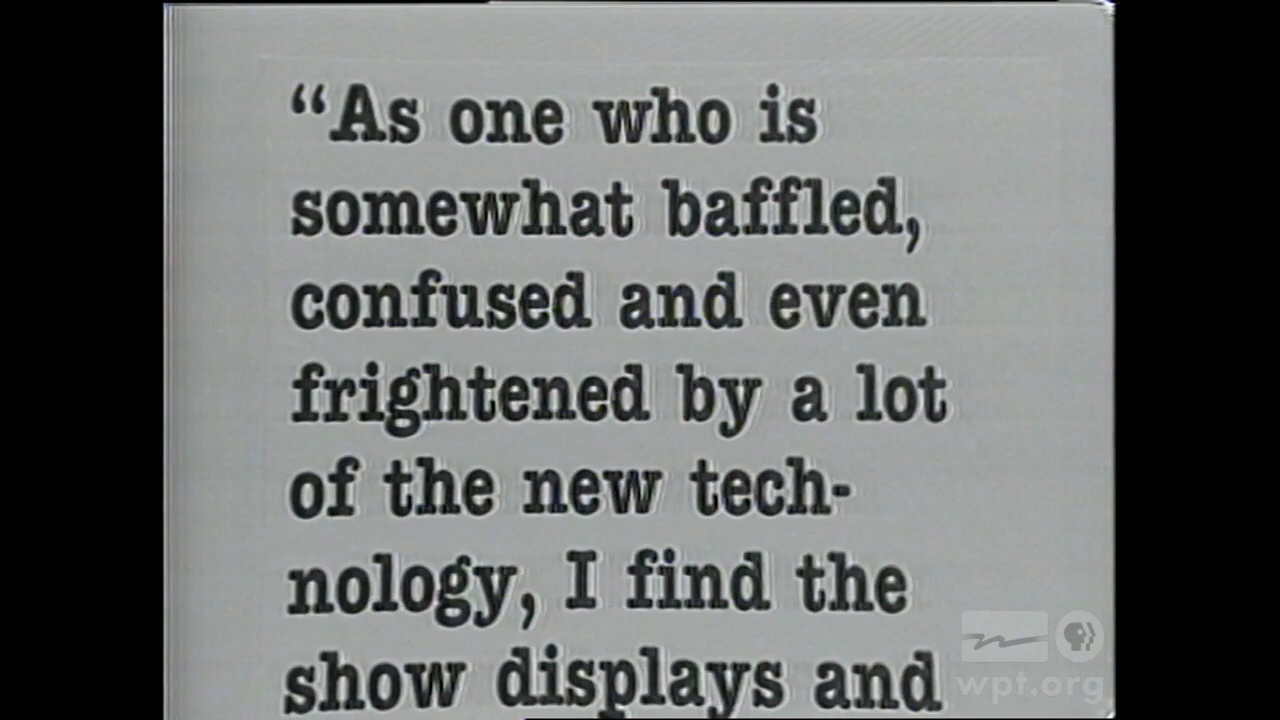 “As one who is
somewhat baffled,
confused and even
frightened by a lot
of the new tech-
nology, I find the
show displays and
wpt.org